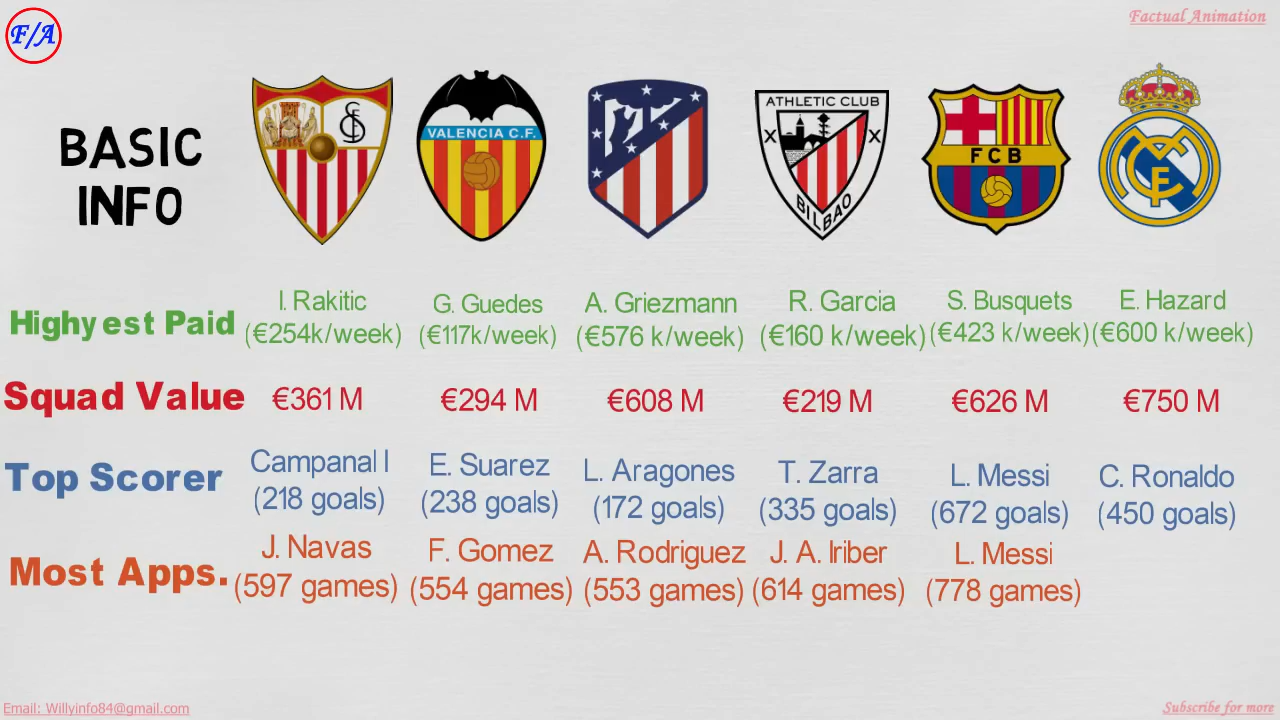 F/A
Factual Animation
BASIC
INFO
VALENCIA C.F.
ATHLETIC CLUB
BILBAO
FCB
Highyest Paid
I. Rakitic
(€254k/week)
G. Guedes
(€117k/week)
A. Griezmann
(€576 k/week)
R. Garcia
(€160 k/week)
S. Busquets
(€423 k/week)
E. Hazard
(€600 k/week)
Squad Value
€361 M
€294 M
€608 M
€219 M
€626 M
€750 M
Top Scorer
Campanal I
(218 goals)
E. Suarez
(238 goals)
L. Aragones
(172 goals)
T. Zarra
(335 goals)
L. Messi
(672 goals)
C. Ronaldo
(450 goals)
Most Apps.
J. Navas
(597 games)
F. Gomez
(554 games)
A. Rodriguez
(553 games)
J. A. Iriber
(614 games)
L. Messi
(778 games)
Email: Willyinfo84@gmail.com
Subscribe for more